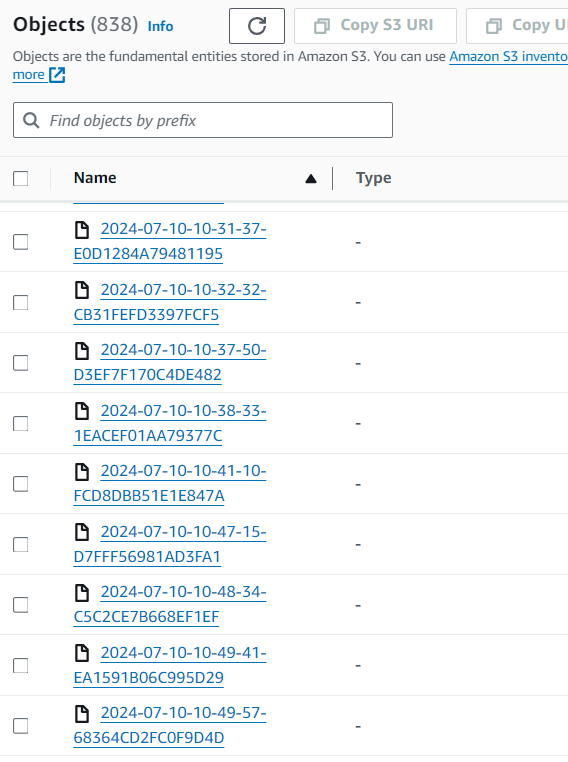 Objects (838) Info Copy S3 URI Copy
Objects are the fundamental entities stored in Amazon S3. You can use Amazon S3
more
Find objects by prefix
Name Type
2024-07-10-10-31-37-
E0D1284A79481195 -
2024-07-10-10-32-32-
CB31FEFD3397FCF5 -
2024-07-10-10-37-50-
D3EF7F170C4DE482 -
2024-07-10-10-38-33-
1EACEF01AA79377C -
2024-07-10-10-41-10-
FCD8DBB51E1E847A -
2024-07-10-10-47-15-
D7FFF56981AD3FA1 -
2024-07-10-10-48-34-
C5C2CE7B668EF1EF -
2024-07-10-10-49-41-
EA1591B06C995D29 -
2024-07-10-10-49-57-
68364CD2FC0F9D4D -